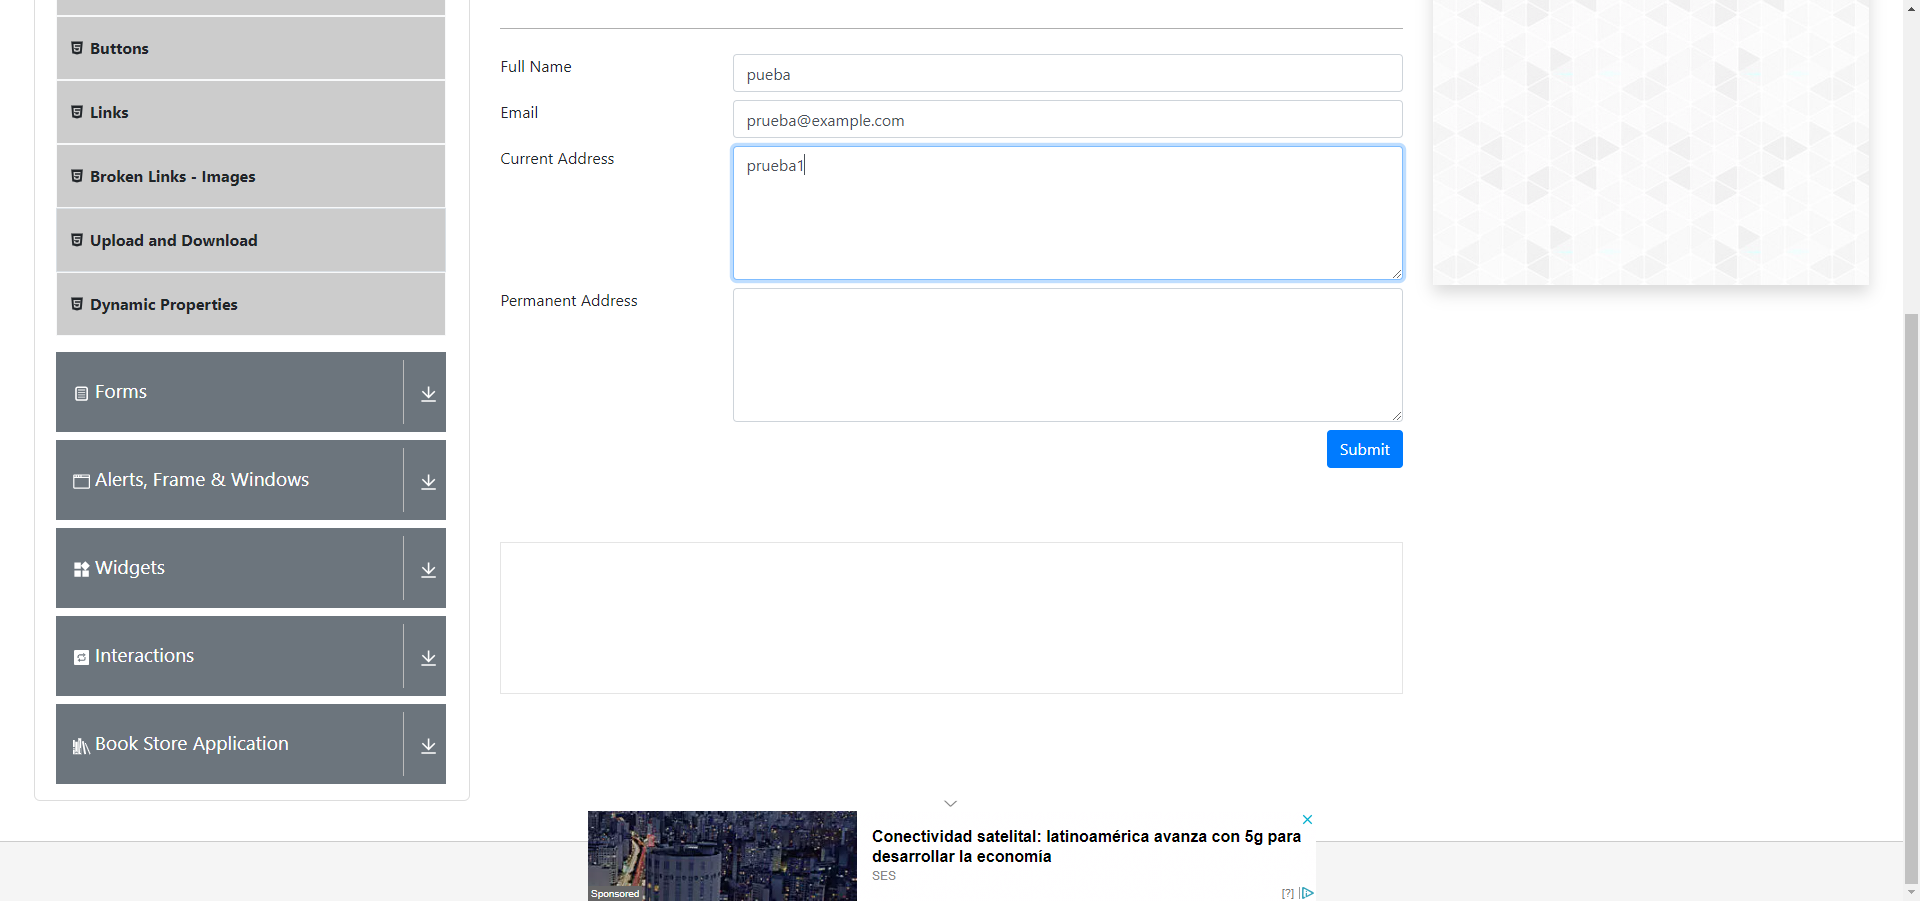 Buttons
Links
Broken Links - Images
Upload and Download
Dynamic Properties
Forms
Alerts, Frame & Windows
Widgets
Interactions
Book Store Application
Full Name
pueba
Email
prueba@example.com
Current Address
prueba1
Permanent Address
Submit
Sponsored
Conectividad satelital: latinoamérica avanza con 5g para
desarrollar la economía
SES
[?]